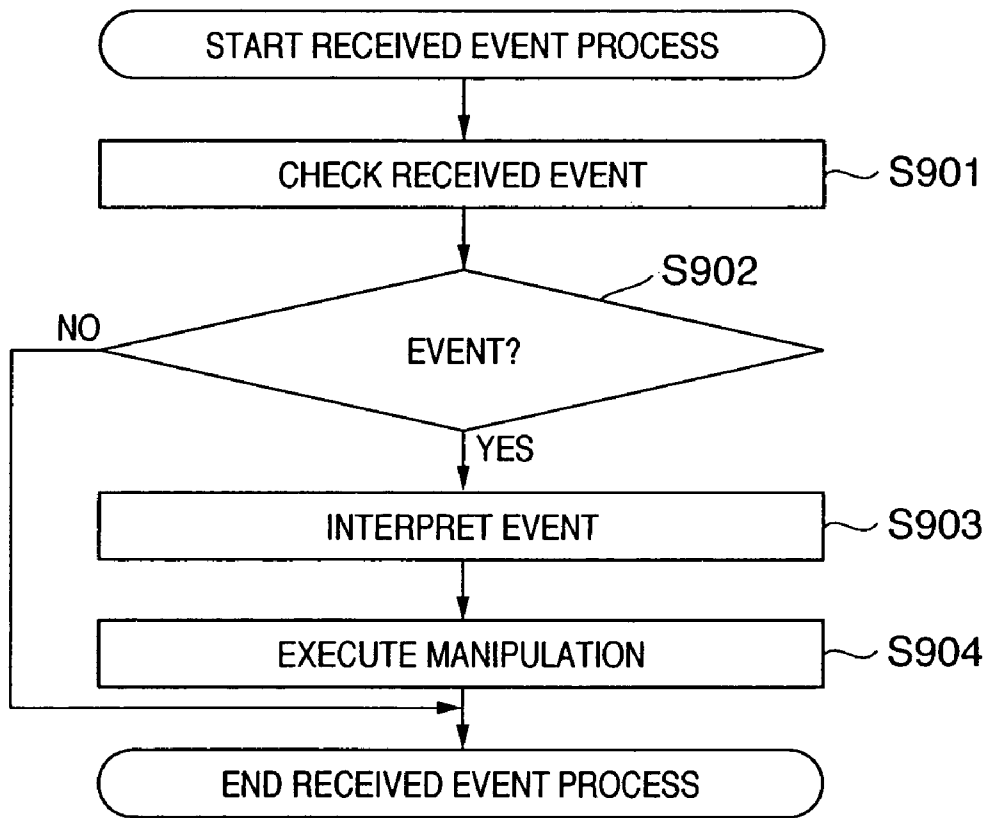 START RECEIVED EVENT PROCESS
CHECK RECEIVED EVENT
S901
S902
NO
EVENT?
YES
INTERPRET EVENT
S903
EXECUTE MANIPULATION
S904
END RECEIVED EVENT PROCESS